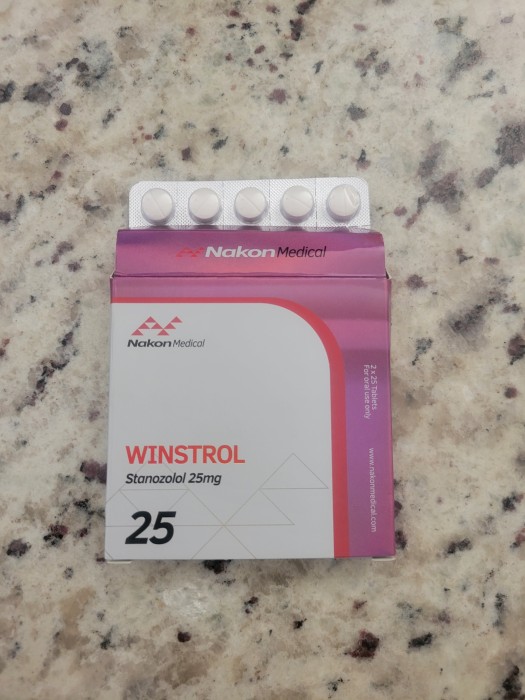 Nakon Medical
Nakon Medical
2 x 25 Tablets
For oral use only
www.nakonmedical.com
WINSTROL
Stanozolol 25mg
25